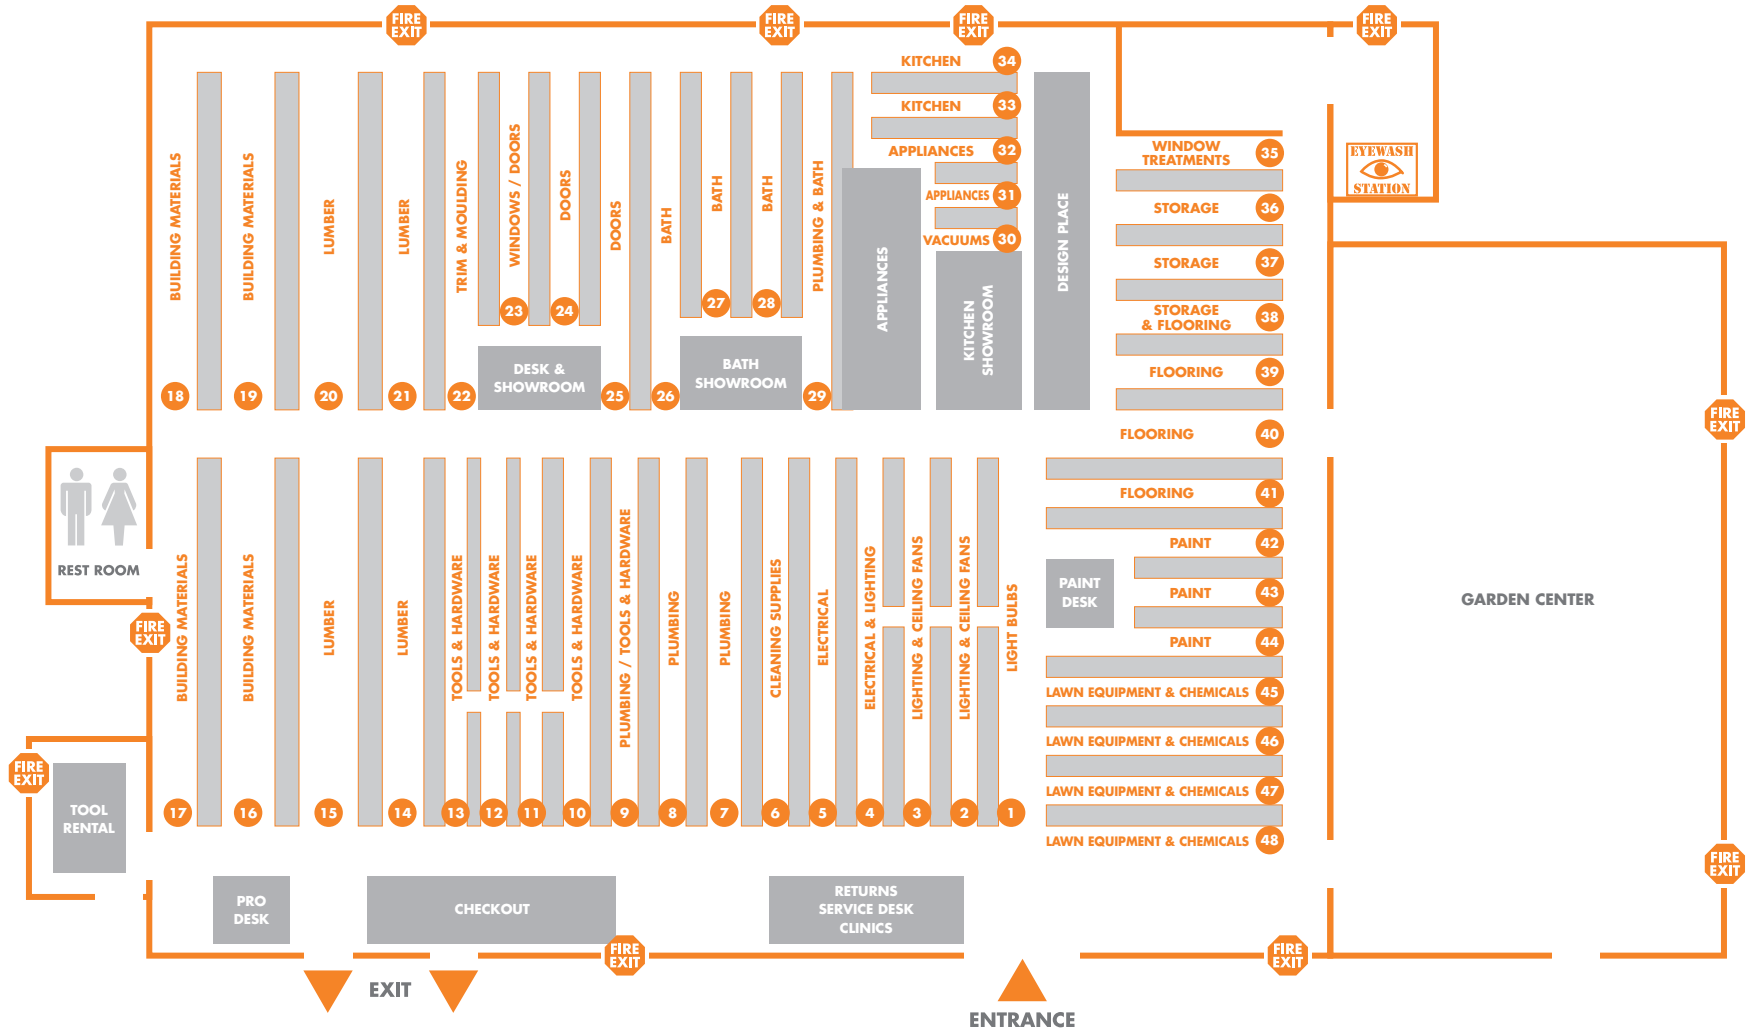 FIRE
EXIT
FIRE
EXIT
FIRE
EXIT
FIRE
EXIT
KITCHEN 34
KITCHEN 33
APPLIANCES 32
APPLIANCES 31
VACUUMS 30
WINDOW
TREATMENTS 35
STORAGE 36
STORAGE 37
STORAGE
& FLOORING 38
FLOORING 39
EYEWASH
STATION
BUILDING MATERIALS
18
BUILDING MATERIALS
19
LUMBER
20
LUMBER
21
TRIM & MOULDING
22
WINDOWS / DOORS
23
DOORS
24
DOORS
25
BATH
26
BATH
27
BATH
28
PLUMBING & BATH
29
DESK &
SHOWROOM
BATH
SHOWROOM
APPLIANCES
KITCHEN
SHOWROOM
DESIGN PLACE
FIRE
EXIT
FLOORING 40
FLOORING 41
PAINT 42
PAINT 43
PAINT 44
PAINT
DESK
LAWN EQUIPMENT & CHEMICALS 45
LAWN EQUIPMENT & CHEMICALS 46
LAWN EQUIPMENT & CHEMICALS 47
LAWN EQUIPMENT & CHEMICALS 48
GARDEN CENTER
REST ROOM
FIRE
EXIT
FIRE
EXIT
TOOL
RENTAL
BUILDING MATERIALS
17
BUILDING MATERIALS
16
LUMBER
15
LUMBER
14
TOOLS & HARDWARE
13
TOOLS & HARDWARE
12
TOOLS & HARDWARE
11
TOOLS & HARDWARE
10
PLUMBING / TOOLS & HARDWARE
9
PLUMBING
8
PLUMBING
7
CLEANING SUPPLIES
6
ELECTRICAL
5
ELECTRICAL & LIGHTING
4
LIGHTING & CEILING FANS
3
LIGHTING & CEILING FANS
2
LIGHT BULBS
1
FIRE
EXIT
PRO
DESK
CHECKOUT
RETURNS
SERVICE DESK
CLINICS
FIRE
EXIT
FIRE
EXIT
EXIT
ENTRANCE